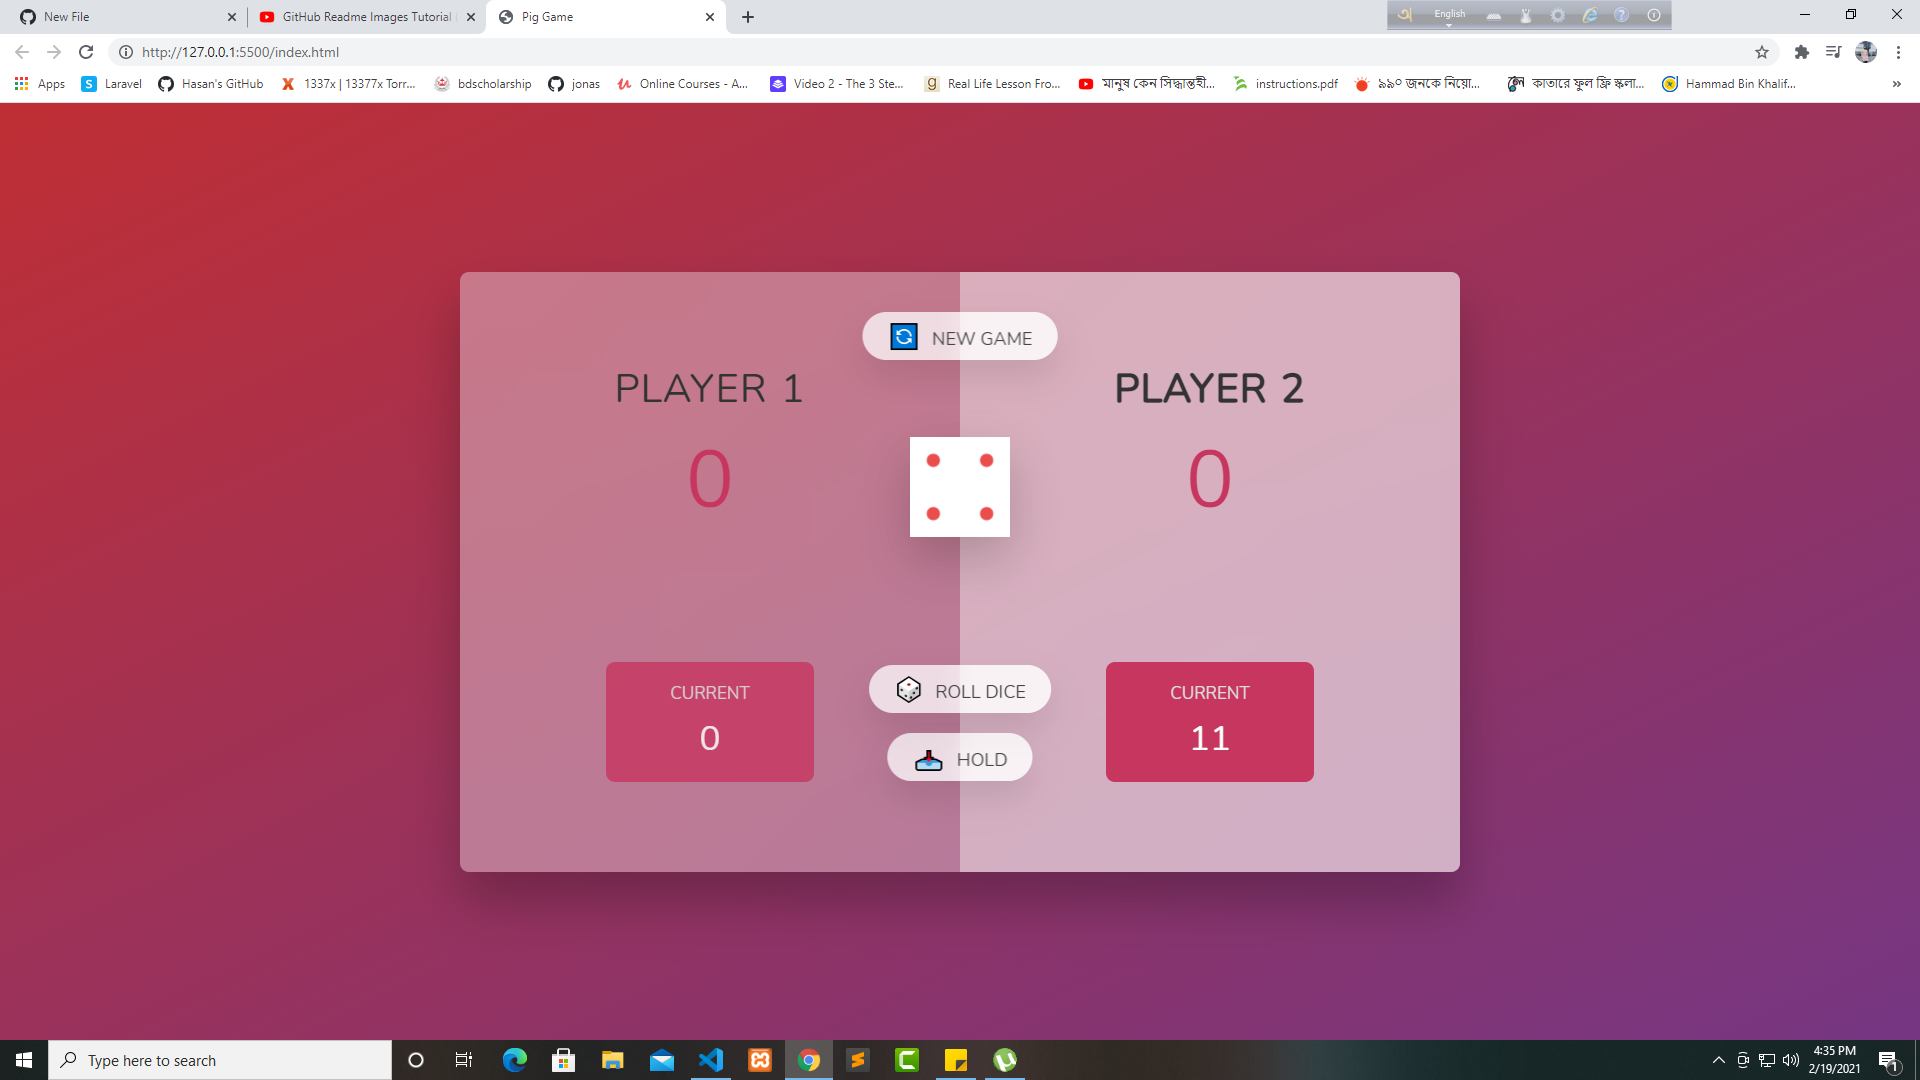 New File
GitHub Readme Images Tutorial
Pig Game
English
http://127.0.0.1:5500/index.html
Apps
Laravel
Hasan's GitHub
1337x | 13377x Torr...
bdscholarship
jonas
Online Courses - A...
Video 2 - The 3 Ste...
Real Life Lesson Fro...
মানুষ কেন সিদ্ধান্তহী...
instructions.pdf
৯৯০ জনকে নিয়ো...
কাতারে ফুল ফ্রি স্কলা...
Hammad Bin Khalif...
»
NEW GAME
PLAYER 1
PLAYER 2
0
0
CURRENT
0
ROLL DICE
HOLD
CURRENT
11
Type here to search
4:35 PM
2/19/2021
1